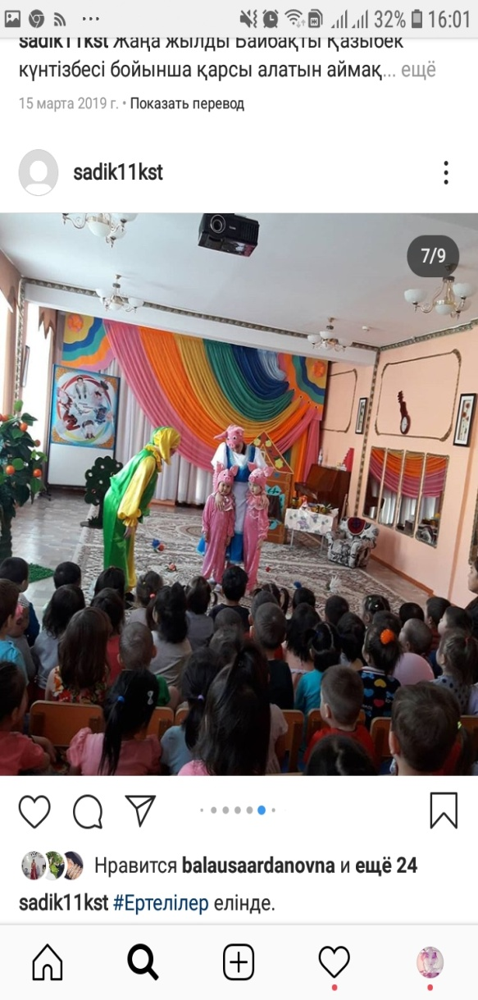 32% 16:01
sadik11kst Жаңа жылды Байбақты Қазыбек
күнтізбесі бойынша қарсы алатын аймақ... ещё
15 марта 2019 г. • Показать перевод
sadik11kst
7/9
Нравится balausaardanovna и ещё 24
sadik11kst #Ертелілер елінде.